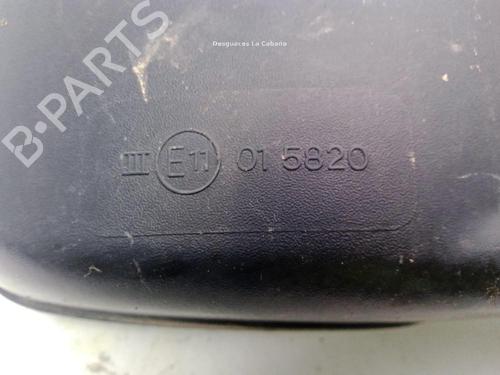 Desguaces La Cabaña
B-PARTS
III E11 01 5820